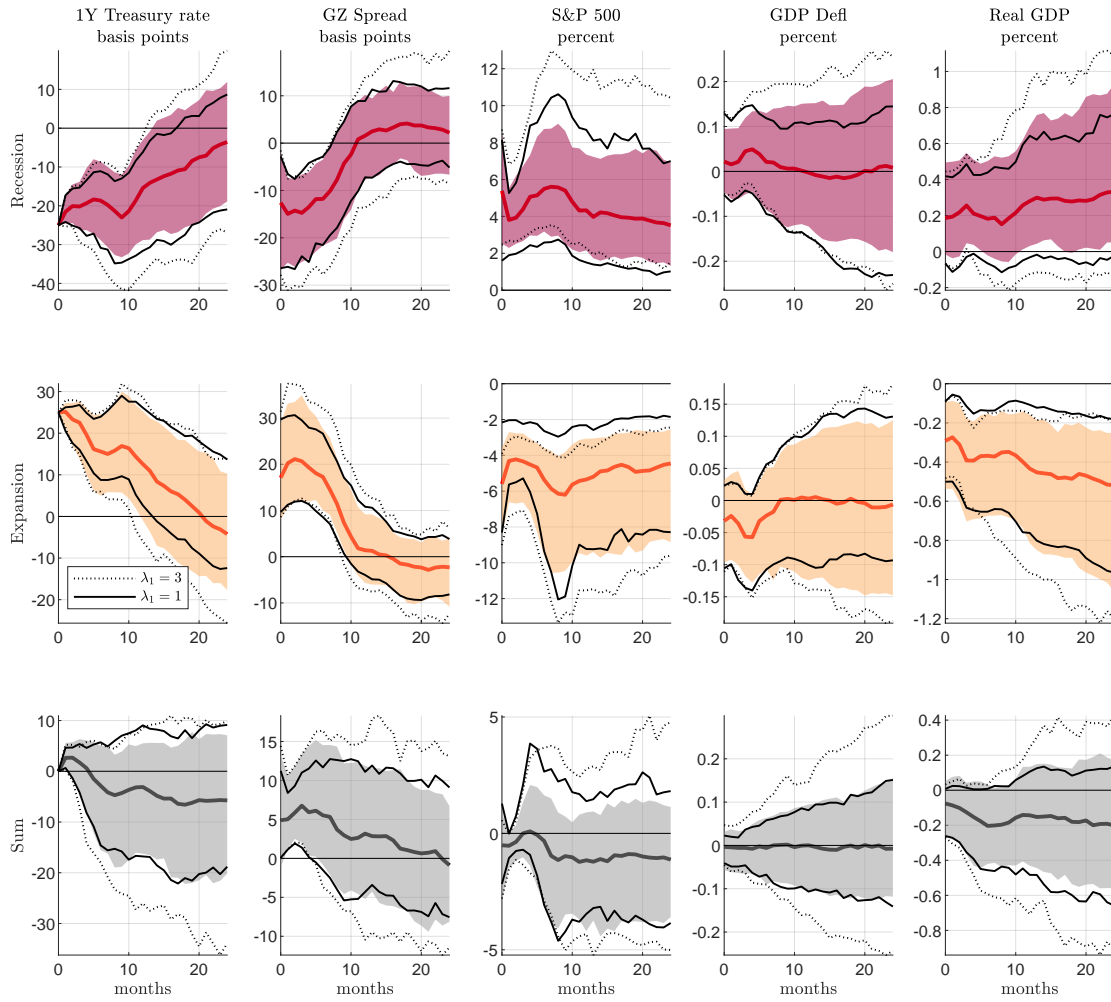 1Y Treasury rate
basis points
GZ Spread
basis points
S&P 500
percent
GDP Defl
percent
Real GDP
percent
Recession
10
0
-10
-20
-30
-40
0 10 20
10
0
-10
-20
-30
0 10 20
12
10
8
6
4
2
0
0 10 20
0.2
0.1
0
-0.1
-0.2
0 10 20
1
0.8
0.6
0.4
0.2
0
-0.2
0 10 20
Expansion
30
20
10
0
-10
-20
0 10 20
λ₁ = 3
λ₁ = 1
30
20
10
0
-10
0 10 20
0
-2
-4
-6
-8
-10
-12
0 10 20
0.15
0.1
0.05
0
-0.05
-0.1
-0.15
0 10 20
0
-0.2
-0.4
-0.6
-0.8
-1
-1.2
0 10 20
Sum
10
0
-10
-20
-30
0 10 20
months
15
10
5
0
-5
-10
0 10 20
months
5
0
-5
0 10 20
months
0.2
0.1
0
-0.1
-0.2
0 10 20
months
0.4
0.2
0
-0.2
-0.4
-0.6
-0.8
0 10 20
months